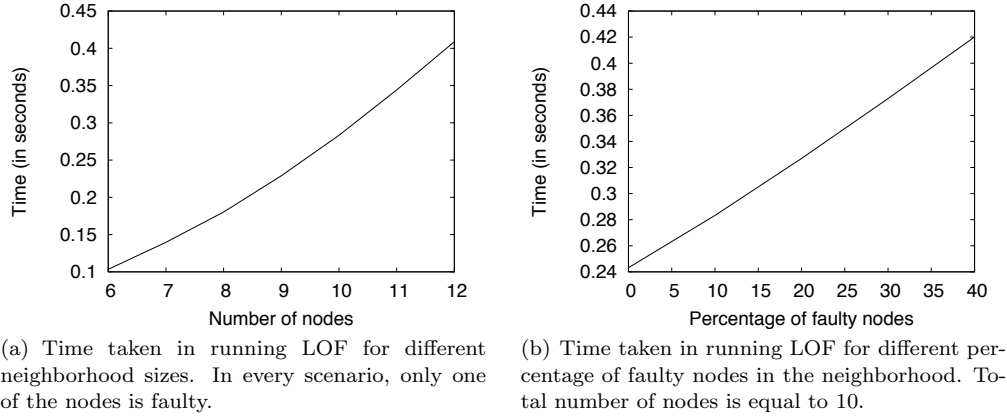 0.45
0.4
0.35
0.3
0.25
0.2
0.15
0.1
6 7 8 9 10 11 12
Time (in seconds)
Number of nodes
(a) Time taken in running LOF for different
neighborhood sizes. In every scenario, only one
of the nodes is faulty.
0.44
0.42
0.4
0.38
0.36
0.34
0.32
0.3
0.28
0.26
0.24
0 5 10 15 20 25 30 35 40
Time (in seconds)
Percentage of faulty nodes
(b) Time taken in running LOF for different per-
centage of faulty nodes in the neighborhood. To-
tal number of nodes is equal to 10.